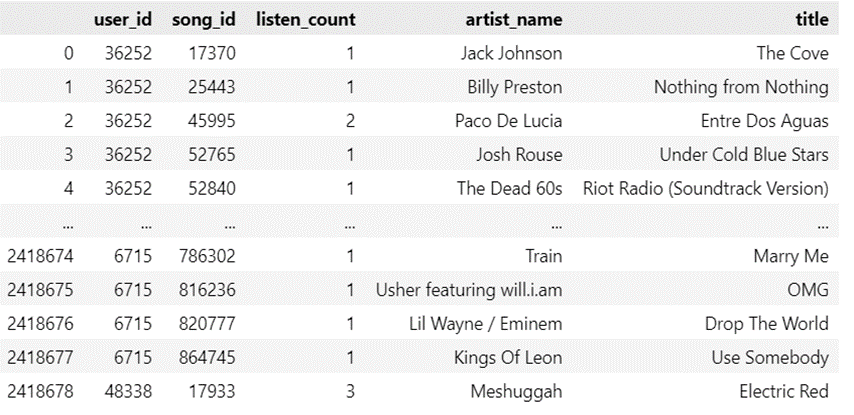 user_id song_id listen_count artist_name title
0 36252 17370 1 Jack Johnson The Cove
1 36252 25443 1 Billy Preston Nothing from Nothing
2 36252 45995 2 Paco De Lucia Entre Dos Aguas
3 36252 52765 1 Josh Rouse Under Cold Blue Stars
4 36252 52840 1 The Dead 60s Riot Radio (Soundtrack Version)
... ... ... ... ... ...
2418674 6715 786302 1 Train Marry Me
2418675 6715 816236 1 Usher featuring will.i.am OMG
2418676 6715 820777 1 Lil Wayne / Eminem Drop The World
2418677 6715 864745 1 Kings Of Leon Use Somebody
2418678 48338 17933 3 Meshuggah Electric Red